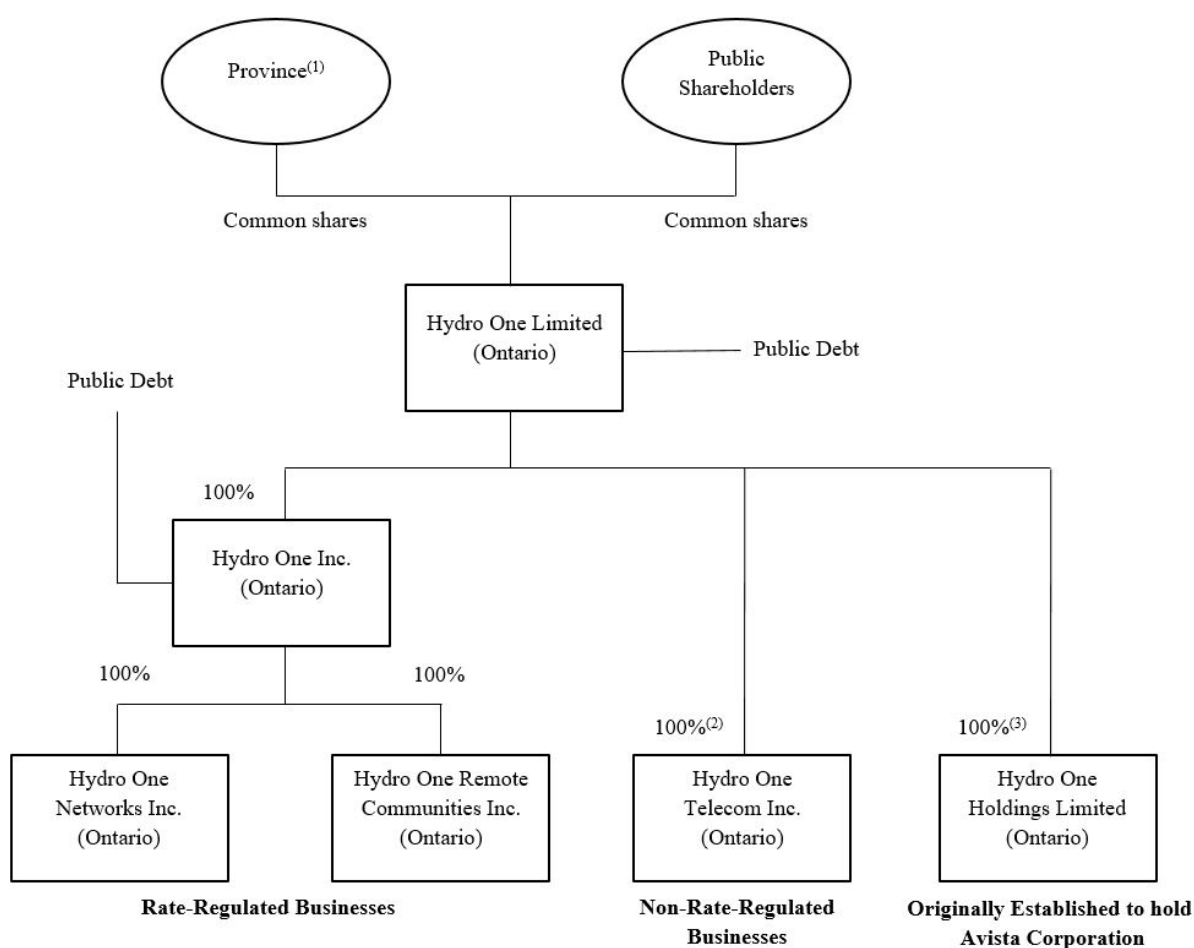 Province(1)
Public
Shareholders
Common shares
Common shares
Hydro One Limited
(Ontario)
Public Debt
Public Debt
100%
Hydro One Inc.
(Ontario)
100%
100%
100%(2)
100%(3)
Hydro One
Networks Inc.
(Ontario)
Hydro One Remote
Communities Inc.
(Ontario)
Hydro One
Telecom Inc.
(Ontario)
Hydro One
Holdings Limited
(Ontario)
Rate-Regulated Businesses
Non-Rate-Regulated
Businesses
Originally Established to hold
Avista Corporation